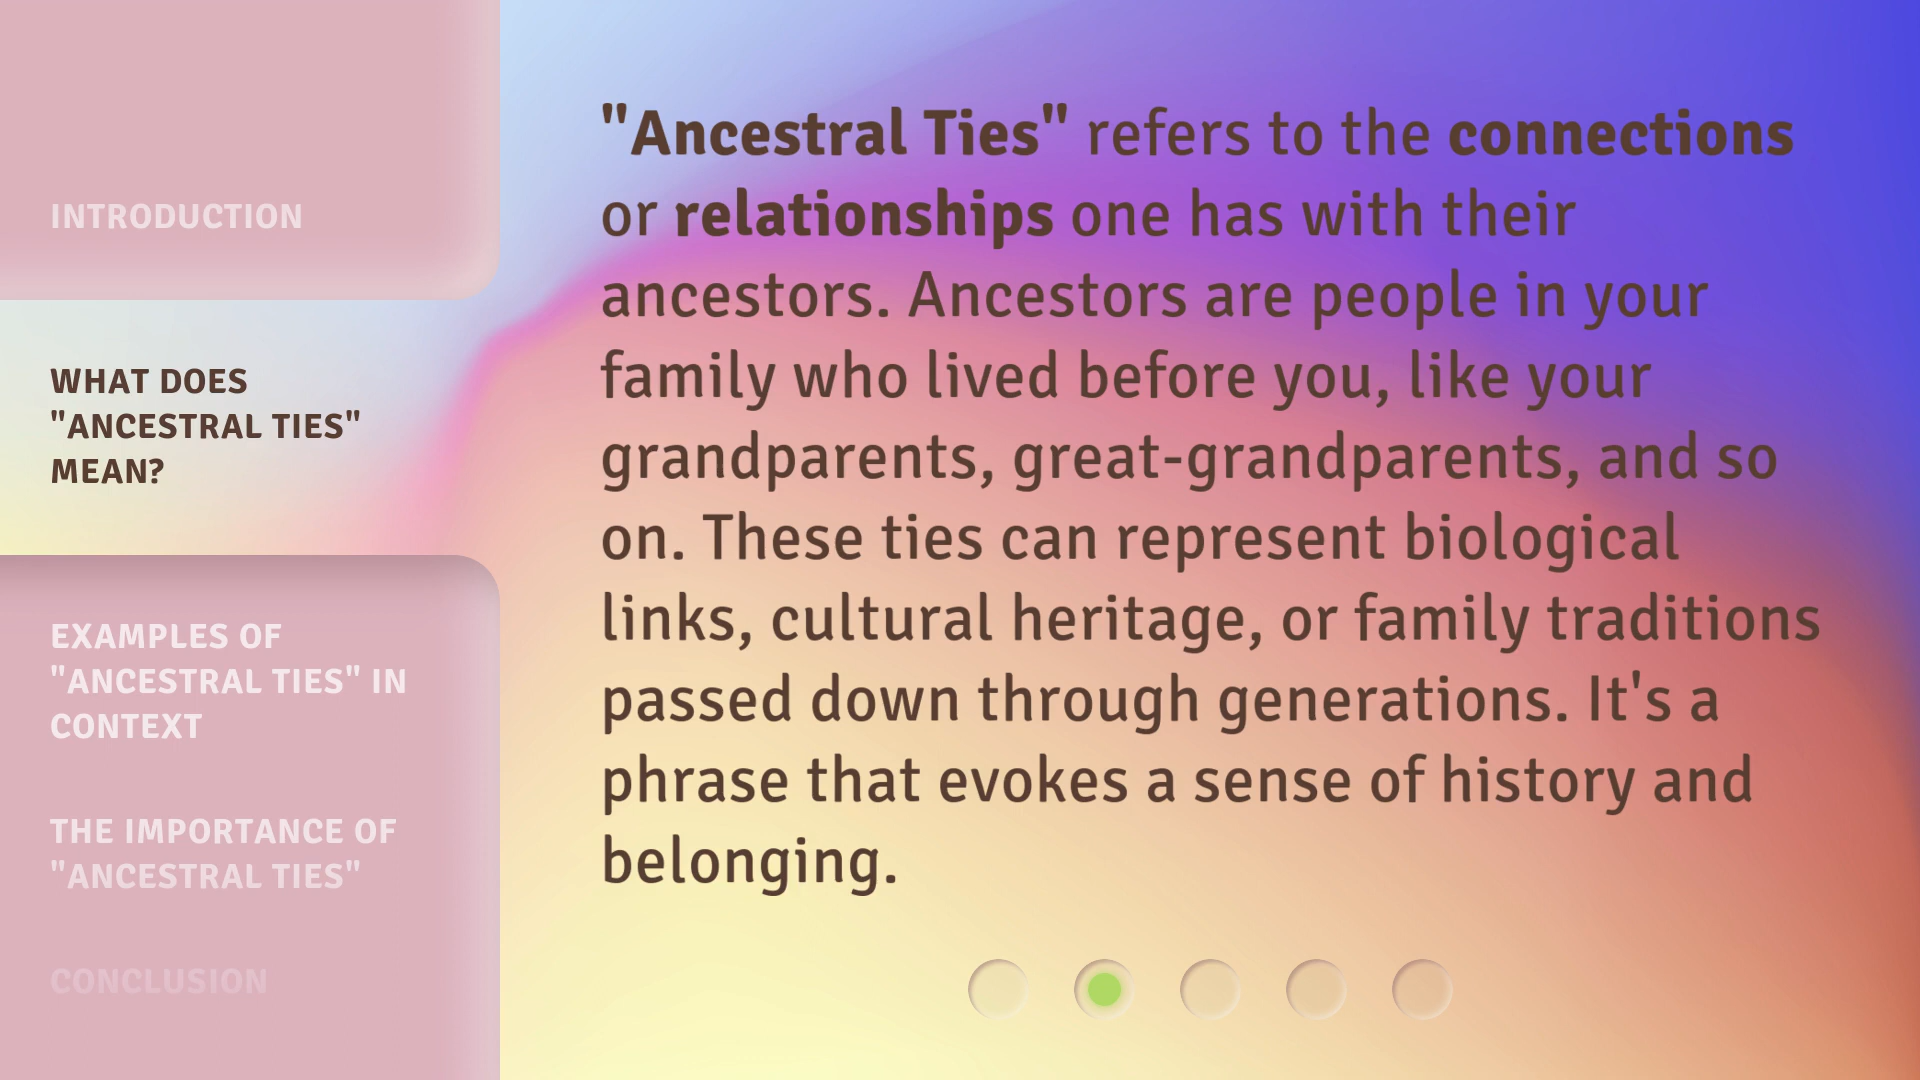 INTRODUCTION
WHAT DOES
"ANCESTRAL TIES"
MEAN?
EXAMPLES OF
"ANCESTRAL TIES" IN
CONTEXT
THE IMPORTANCE OF
"ANCESTRAL TIES"
CONCLUSION
"Ancestral Ties" refers to the connections
or relationships one has with their
ancestors. Ancestors are people in your
family who lived before you, like your
grandparents, great-grandparents, and so
on. These ties can represent biological
links, cultural heritage, or family traditions
passed down through generations. It's a
phrase that evokes a sense of history and
belonging.